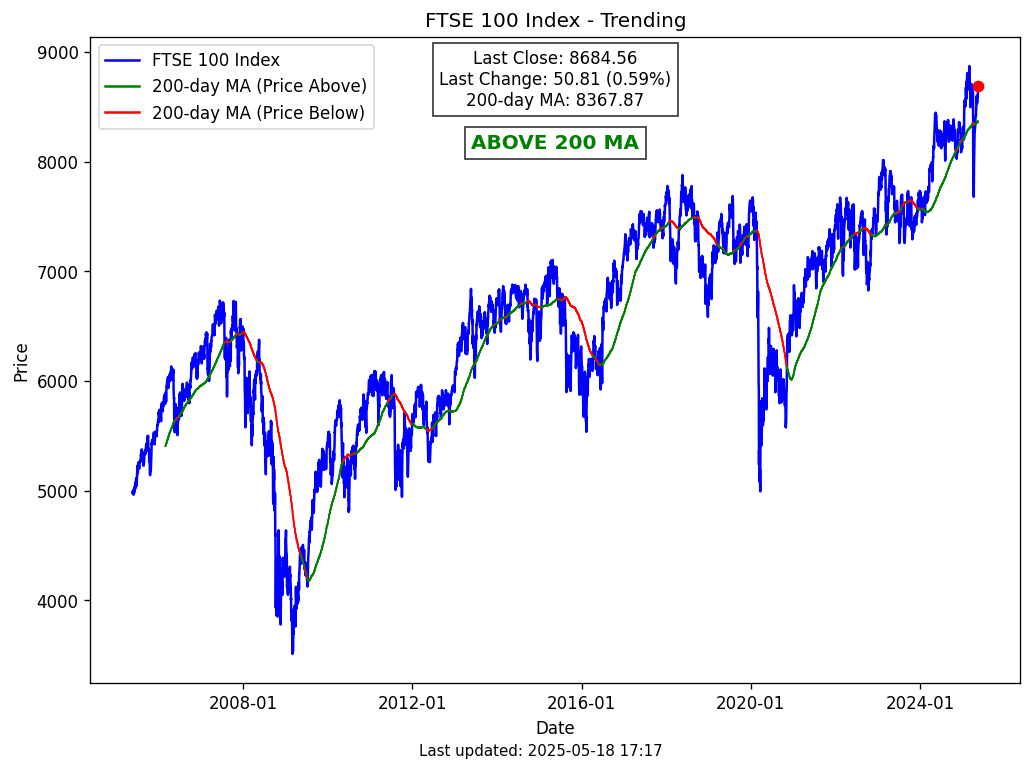 FTSE 100 Index - Trending
FTSE 100 Index
200-day MA (Price Above)
200-day MA (Price Below)
Last Close: 8684.56
Last Change: 50.81 (0.59%)
200-day MA: 8367.87
ABOVE 200 MA
Price
9000
8000
7000
6000
5000
4000
2008-01
2012-01
2016-01
2020-01
2024-01
Date
Last updated: 2025-05-18 17:17